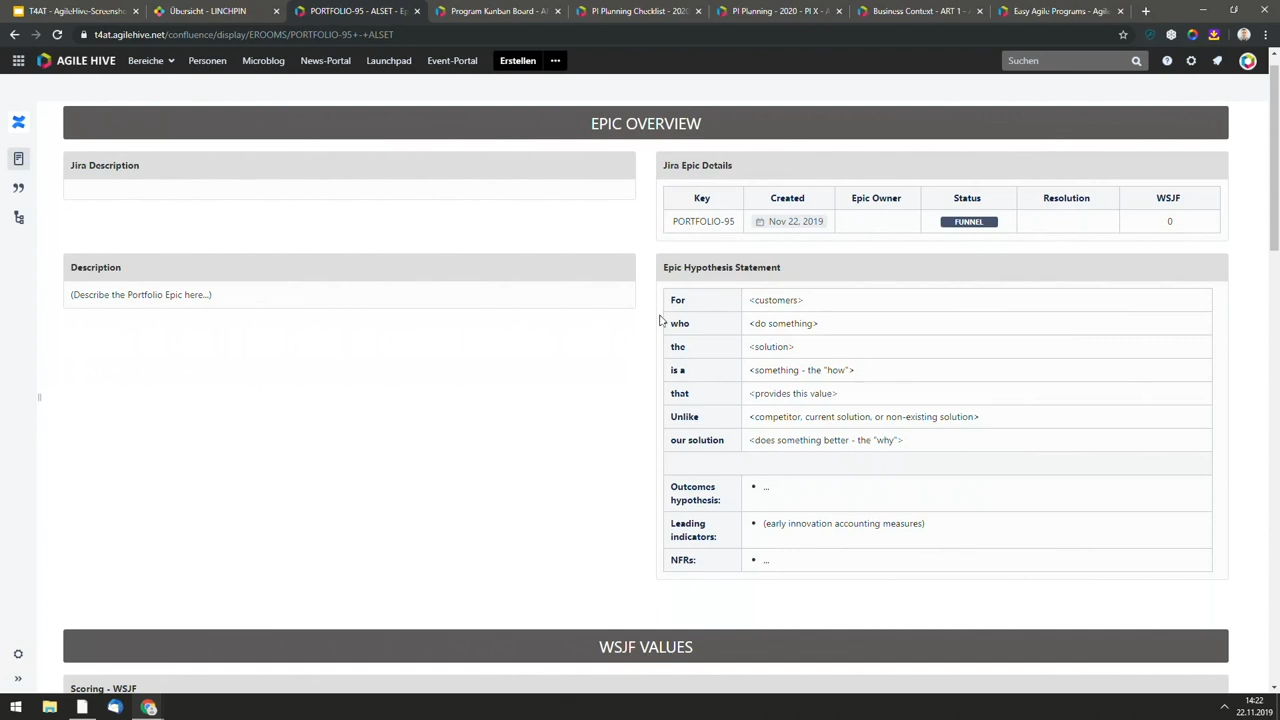 T4AT - AgileHive-Screensh
Übersicht - LINCHPIN
PORTFOLIO-95 - ALSET - Ep
Program Kanban Board - A
PI Planning Checklist - 2020
PI Planning - 2020 - PI X - A
Business Context - ART 1 - A
Easy Agile Programs - Agile
t4at.agilehive.net/confluence/display/EROOMS/PORTFOLIO-95+-+ALSET
AGILE HIVE
Bereiche
Personen
Microblog
News-Portal
Launchpad
Event-Portal
Erstellen
Suchen
EPIC OVERVIEW
Jira Description
Jira Epic Details
Key Created Epic Owner Status Resolution WSJF
PORTFOLIO-95 Nov 22, 2019 FUNNEL 0
Description
(Describe the Portfolio Epic here...)
Epic Hypothesis Statement
For <customers>
who <do something>
the <solution>
is a <something - the "how">
that <provides this value>
Unlike <competitor, current solution, or non-existing solution>
our solution <does something better - the "why">
Outcomes
hypothesis:
• ...
Leading
indicators:
• (early innovation accounting measures)
NFRs: • ...
WSJF VALUES
Scoring - WSJF
14:22
22.11.2019